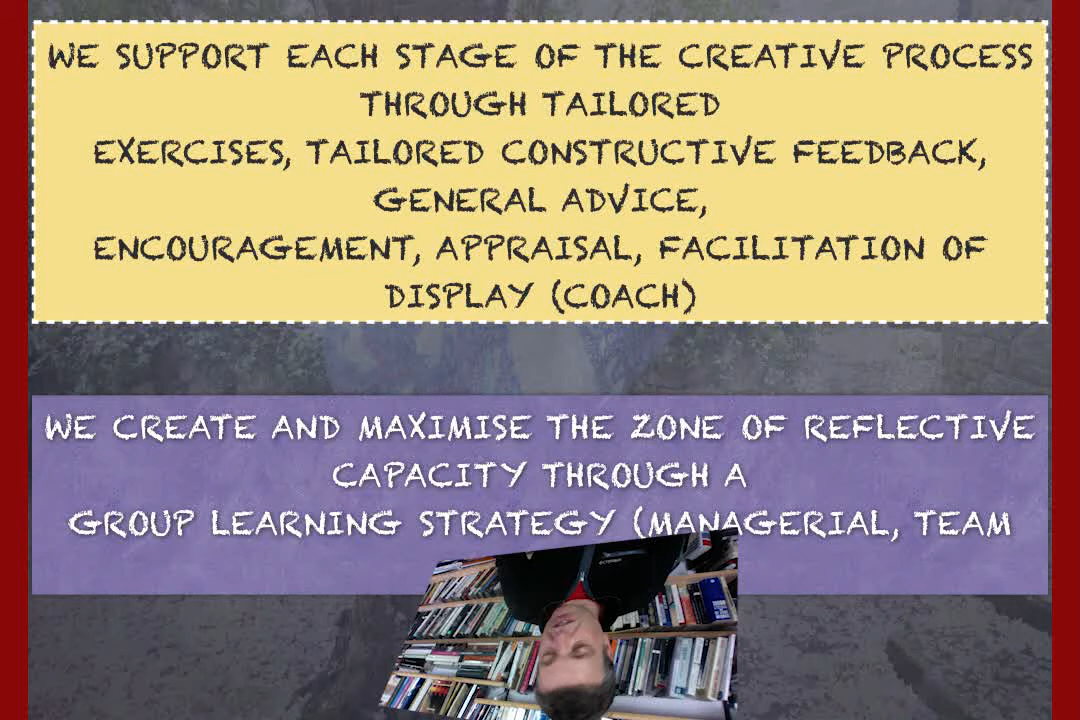 WE SUPPORT EACH STAGE OF THE CREATIVE PROCESS
THROUGH TAILORED
EXERCISES, TAILORED CONSTRUCTIVE FEEDBACK,
GENERAL ADVICE,
ENCOURAGEMENT, APPRAISAL, FACILITATION OF
DISPLAY (COACH)
WE CREATE AND MAXIMISE THE ZONE OF REFLECTIVE
CAPACITY THROUGH A
GROUP LEARNING STRATEGY (MANAGERIAL, TEAM